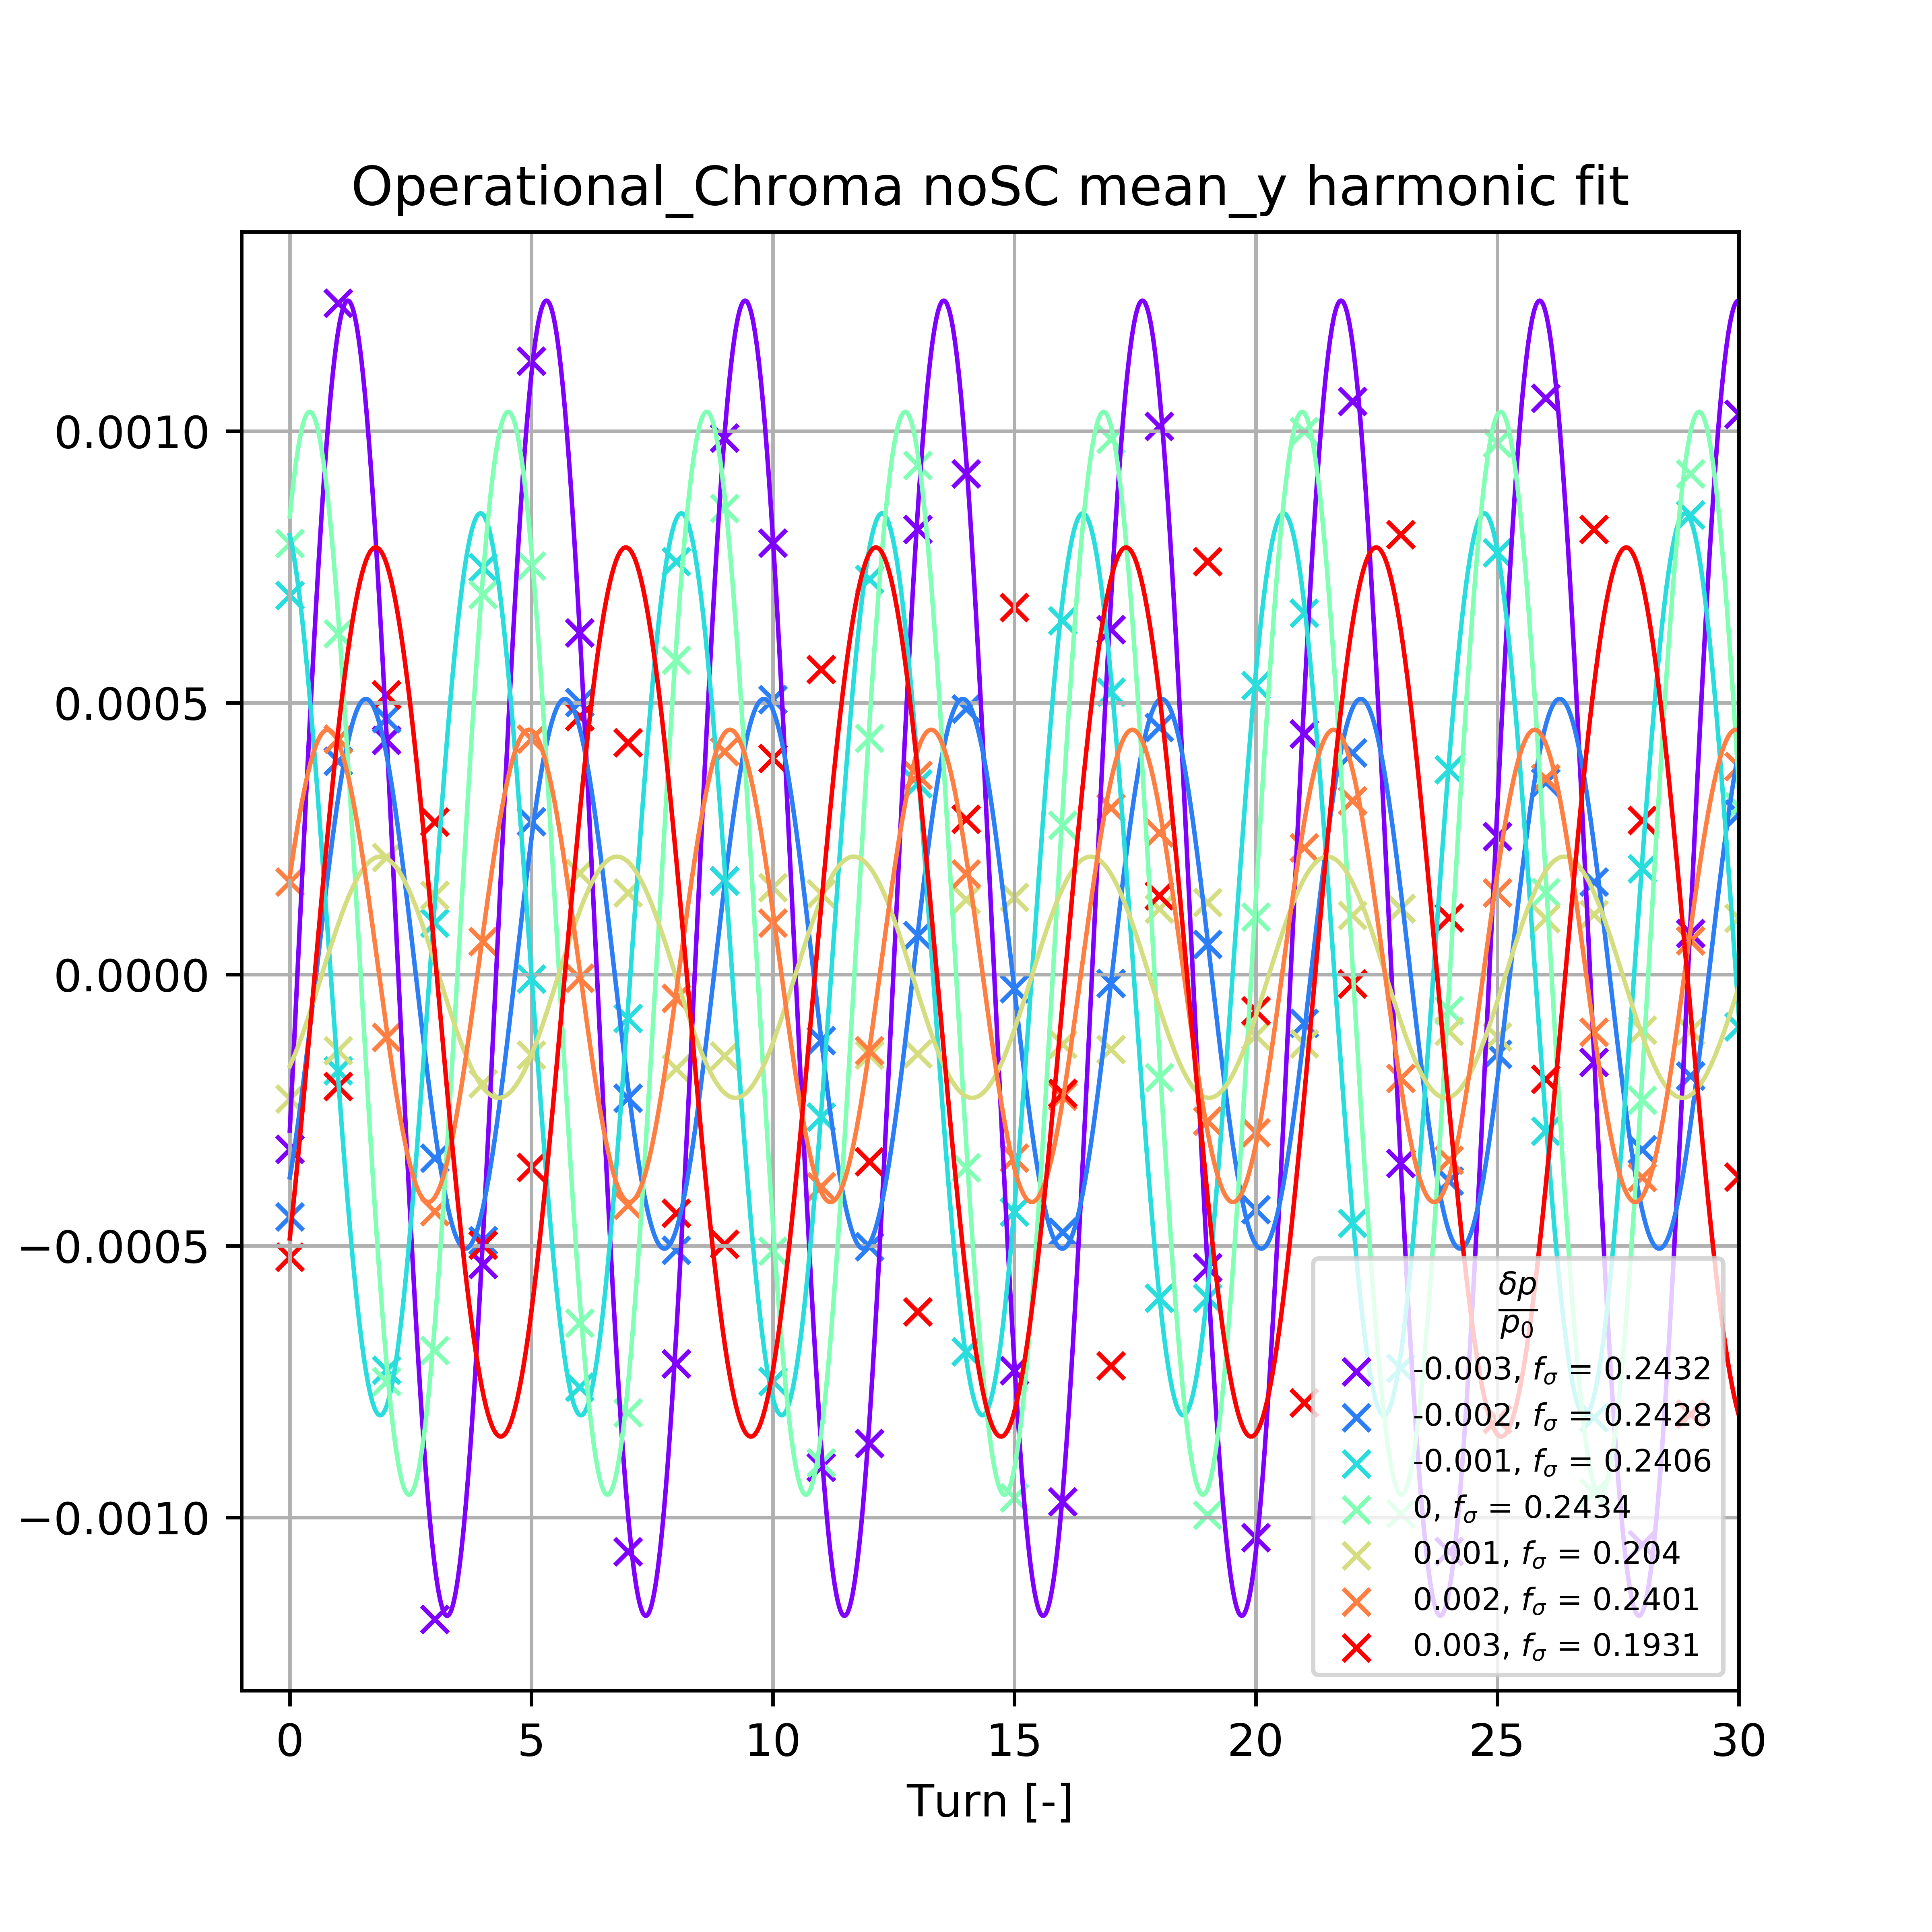 Operational_Chroma noSC mean_y harmonic fit
0.0010
0.0005
0.0000
−0.0005
−0.0010
δp
p0
-0.003, fσ = 0.2432
-0.002, fσ = 0.2428
-0.001, fσ = 0.2406
0, fσ = 0.2434
0.001, fσ = 0.204
0.002, fσ = 0.2401
0.003, fσ = 0.1931
0 5 10 15 20 25 30
Turn [-]